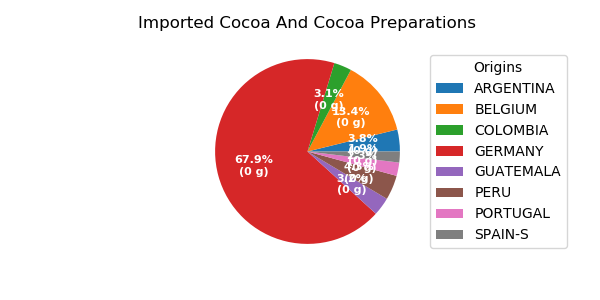 Imported Cocoa And Cocoa Preparations
3.1%
(0 g)
13.4%
(0 g)
3.8%
67.9%
(0 g)
(0 g)
Origins
ARGENTINA
BELGIUM
COLOMBIA
GERMANY
GUATEMALA
PERU
PORTUGAL
SPAIN-S